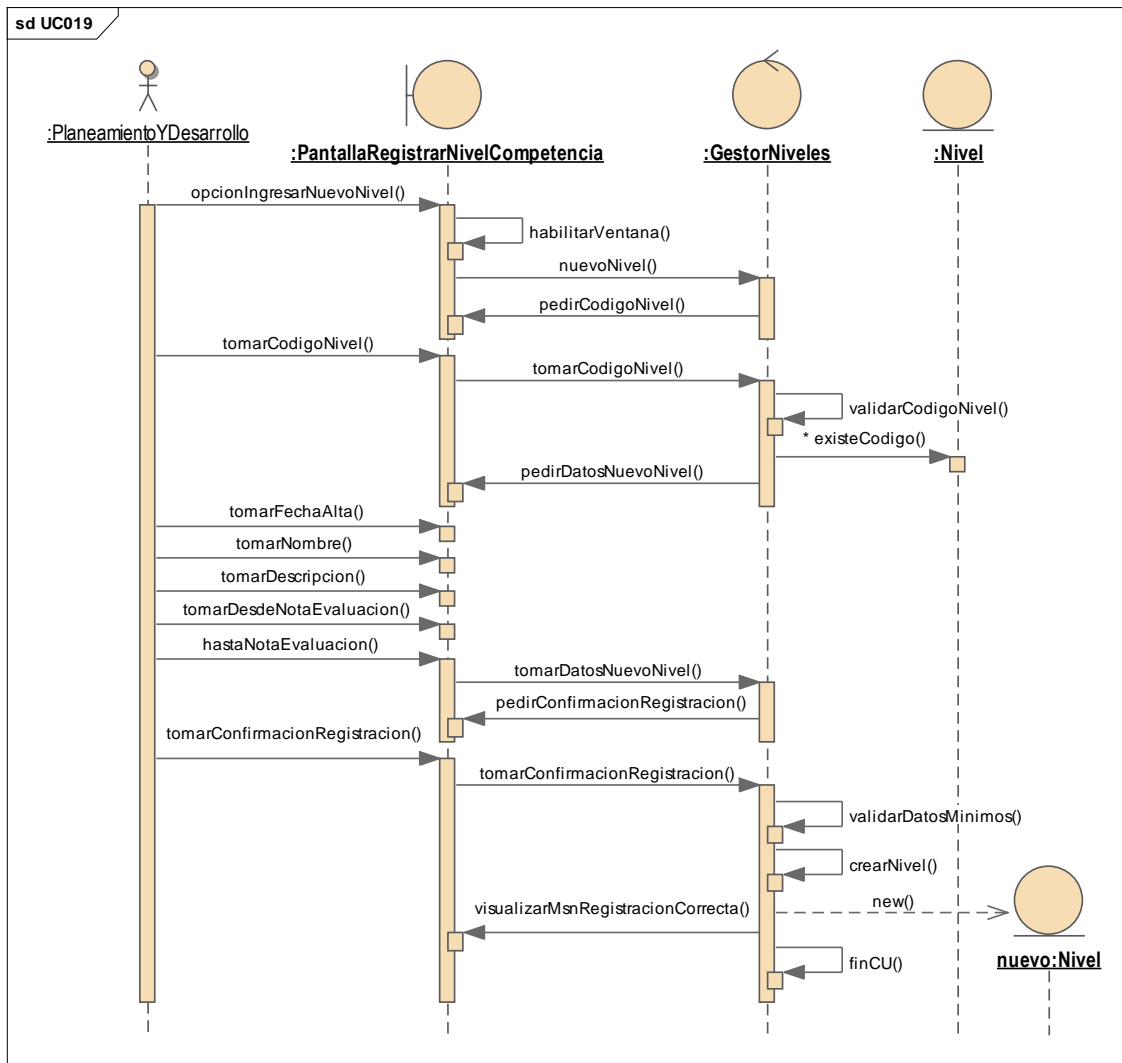 sd UC019
:PlaneamientoYDesarrollo
:PantallaRegistrarNivelCompetencia
:GestorNiveles
:Nivel
opcionIngresarNuevoNivel()
habilitarVentana()
nuevoNivel()
pedirCodigoNivel()
tomarCodigoNivel()
tomarCodigoNivel()
validarCodigoNivel()
* existeCodigo()
pedirDatosNuevoNivel()
tomarFechaAlta()
tomarNombre()
tomarDescripcion()
tomarDesdeNotaEvaluacion()
hastaNotaEvaluacion()
tomarDatosNuevoNivel()
pedirConfirmacionRegistracion()
tomarConfirmacionRegistracion()
tomarConfirmacionRegistracion()
validarDatosMinimos()
crearNivel()
new()
visualizarMsnRegistracionCorrecta()
finCU()
nuevo:Nivel